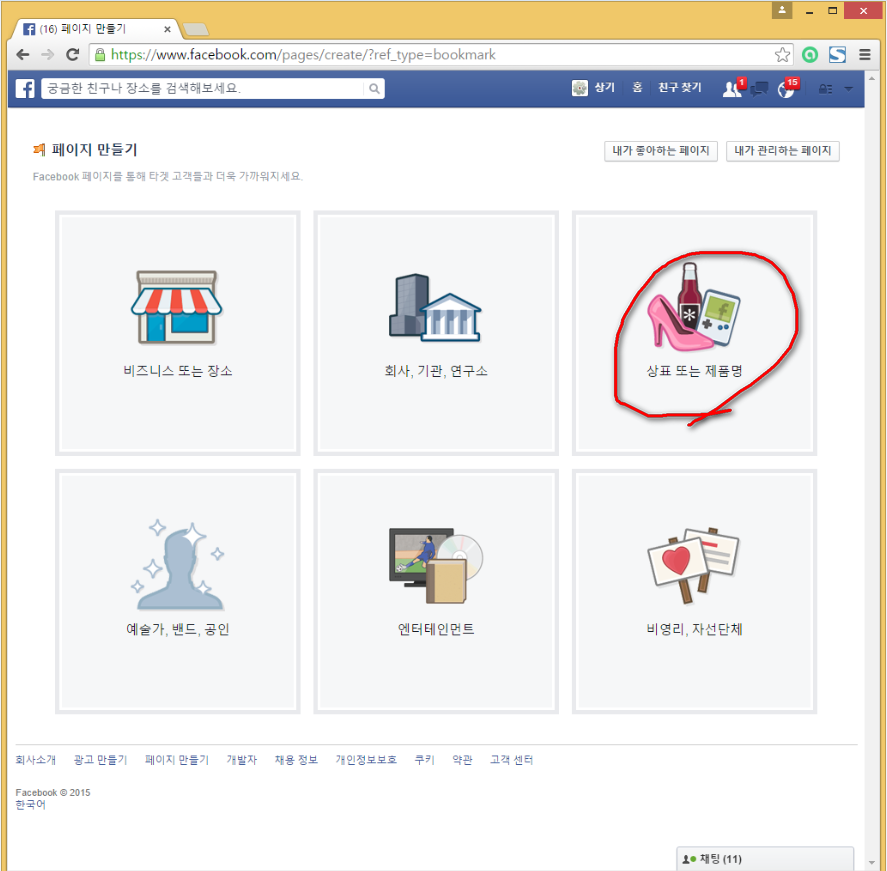 (16) 페이지 만들기
https://www.facebook.com/pages/create/?ref_type=bookmark
궁금한 친구나 장소를 검색해보세요.
상기 홈 친구 찾기 1 15
페이지 만들기
내가 좋아하는 페이지 내가 관리하는 페이지
Facebook 페이지를 통해 타겟 고객들과 더욱 가까워지세요.
비즈니스 또는 장소 회사, 기관, 연구소 상표 또는 제품명
예술가, 밴드, 공인 엔터테인먼트 비영리, 자선단체
회사소개 광고 만들기 페이지 만들기 개발자 채용 정보 개인정보보호 쿠키 약관 고객 센터
Facebook © 2015
한국어
채팅 (11)